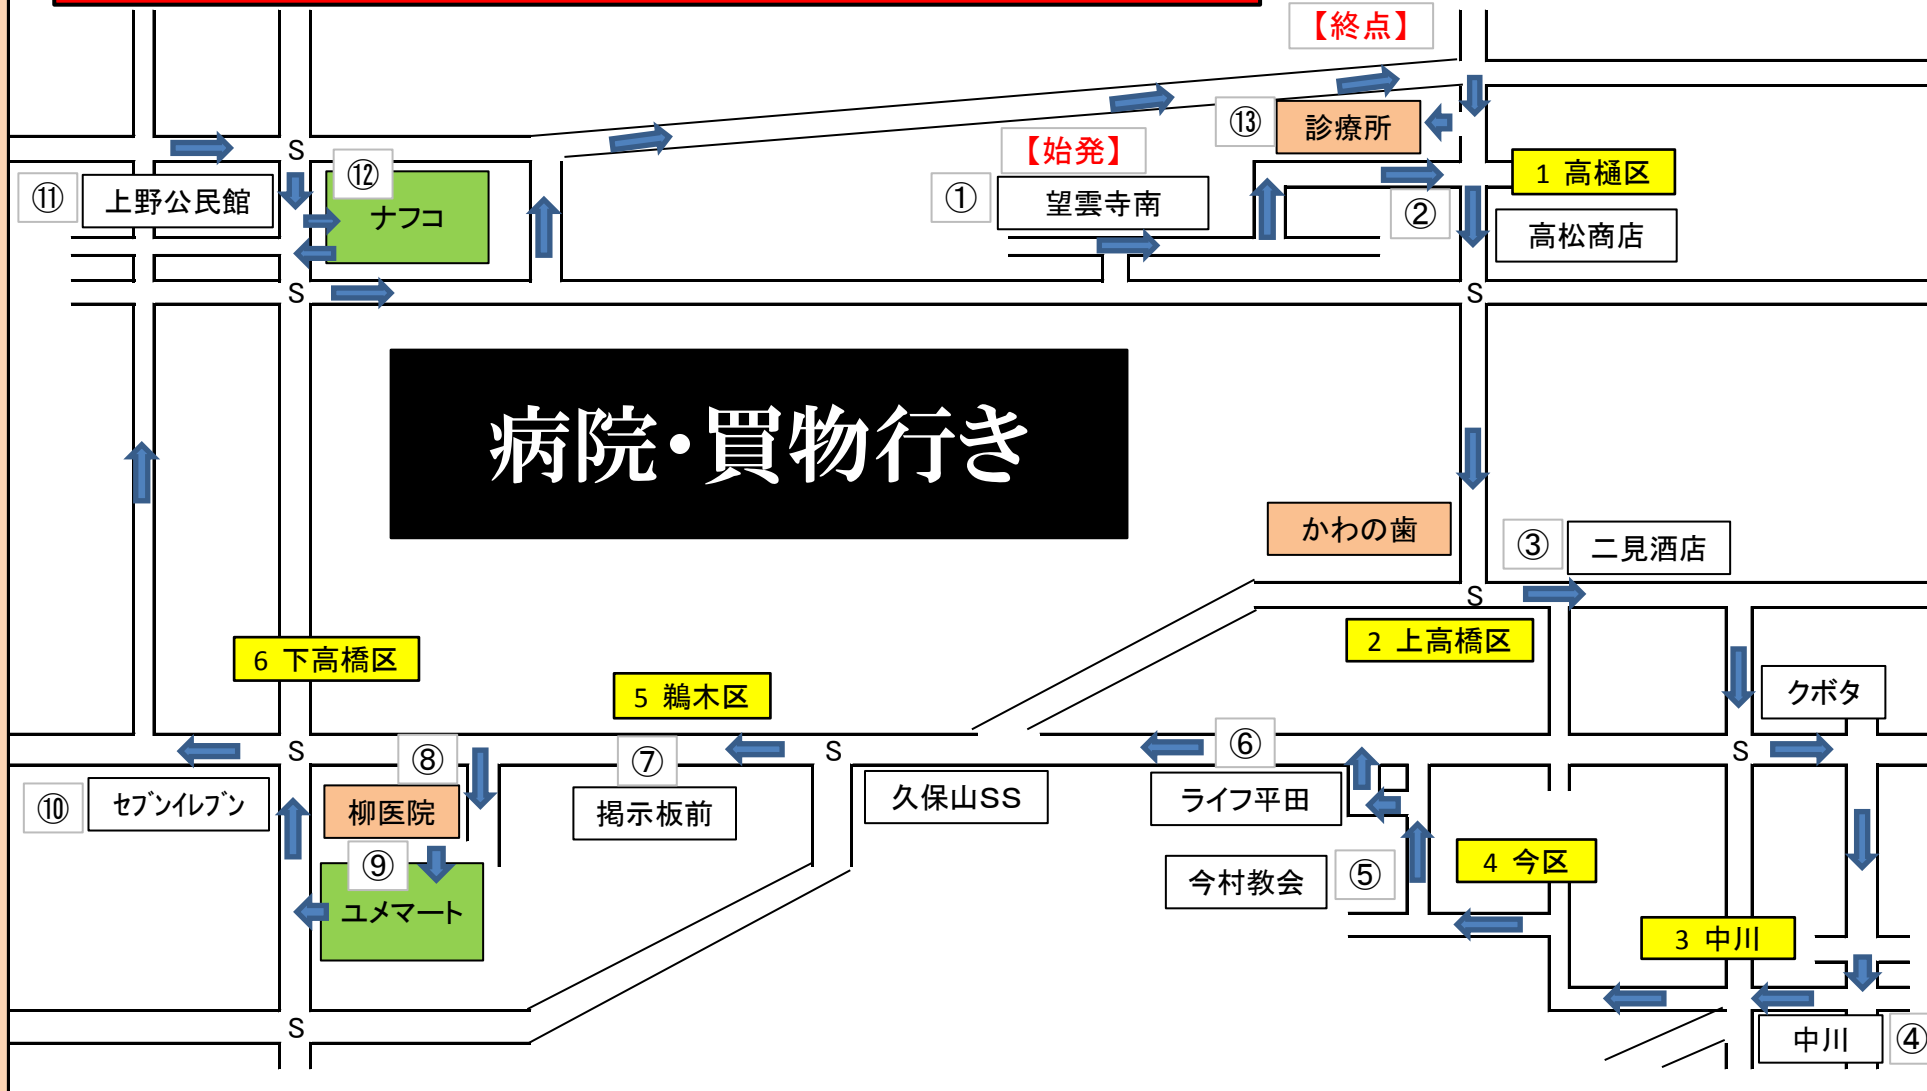 【終点】
⑬
診療所
【始発】
①
望雲寺南
②
1 高樋区
高松商店
S
⑫
ナフコ
⑪
上野公民館
S
S
病院・買物行き
かわの歯
③
二見酒店
S
2 上高橋区
6 下高橋区
5 鵜木区
クボタ
S
⑧
⑦
S
⑥
S
⑩
セブンイレブン
柳医院
掲示板前
久保山SS
ライフ平田
⑨
ユメマート
今村教会
⑤
4 今区
3 中川
S
中川
④